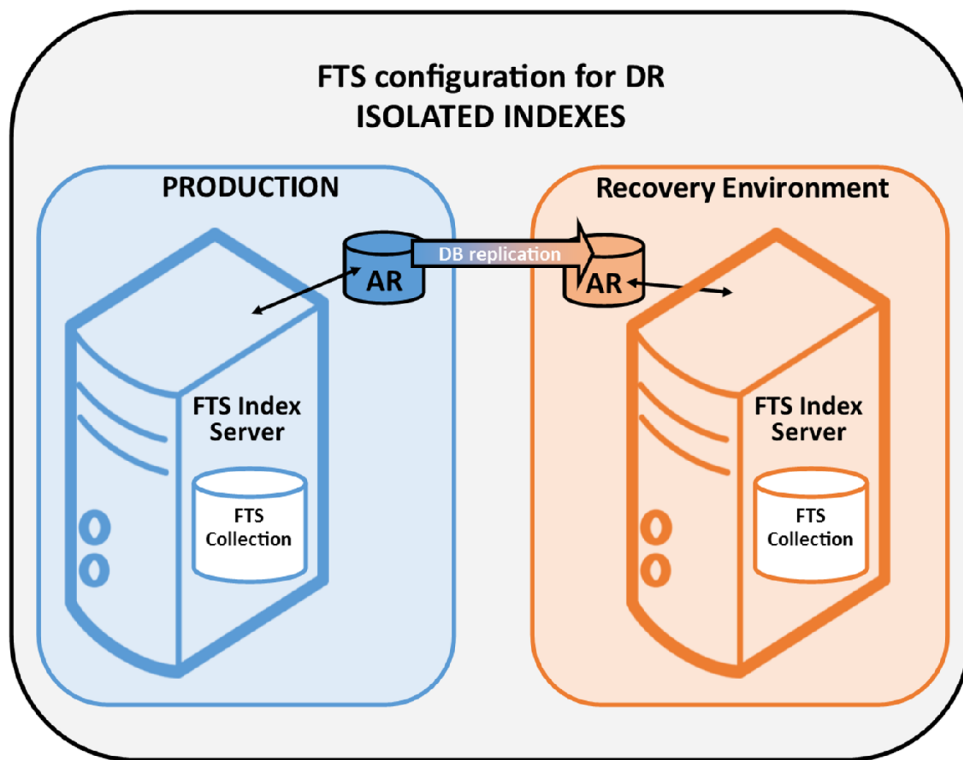 FTS configuration for DR
ISOLATED INDEXES
PRODUCTION
Recovery Environment
AR
DB replication
AR
FTS Index
Server
FTS
Collection
FTS Index
Server
FTS
Collection